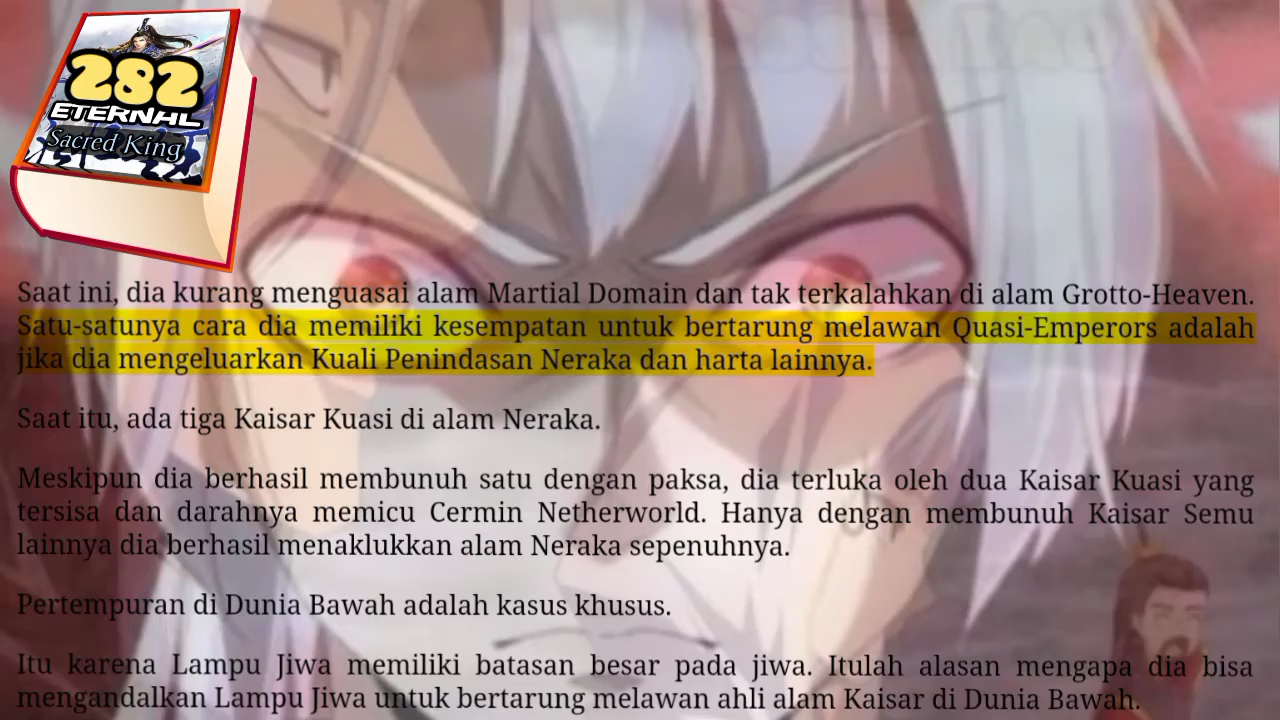 282
ETERNAL
Sacred King
Saat ini, dia kurang menguasai alam Martial Domain dan tak terkalahkan di alam Grotto-Heaven.
Satu-satunya cara dia memiliki kesempatan untuk bertarung melawan Quasi-Emperors adalah
jika dia mengeluarkan Kuali Penindasan Neraka dan harta lainnya.
Saat itu, ada tiga Kaisar Kuasi di alam Neraka.
Meskipun dia berhasil membunuh satu dengan paksa, dia terluka oleh dua Kaisar Kuasi yang
tersisa dan darahnya memicu Cermin Netherworld. Hanya dengan membunuh Kaisar Semu
lainnya dia berhasil menaklukkan alam Neraka sepenuhnya.
Pertempuran di Dunia Bawah adalah kasus khusus.
Itu karena Lampu Jiwa memiliki batasan besar pada jiwa. Itulah alasan mengapa dia bisa
mengandalkan Lampu Jiwa untuk bertarung melawan ahli alam Kaisar di Dunia Bawah.